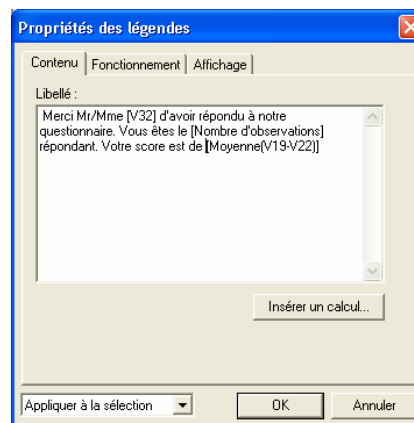 Propriétés des légendes
Contenu Fonctionnement Affichage
Libellé :
Merci Mr/Mme [V32] d'avoir répondu à notre
questionnaire. Vous êtes le [Nombre d'observations]
répondant. Votre score est de [Moyenne(V19-V22)]
Insérer un calcul...
Appliquer à la sélection OK Annuler